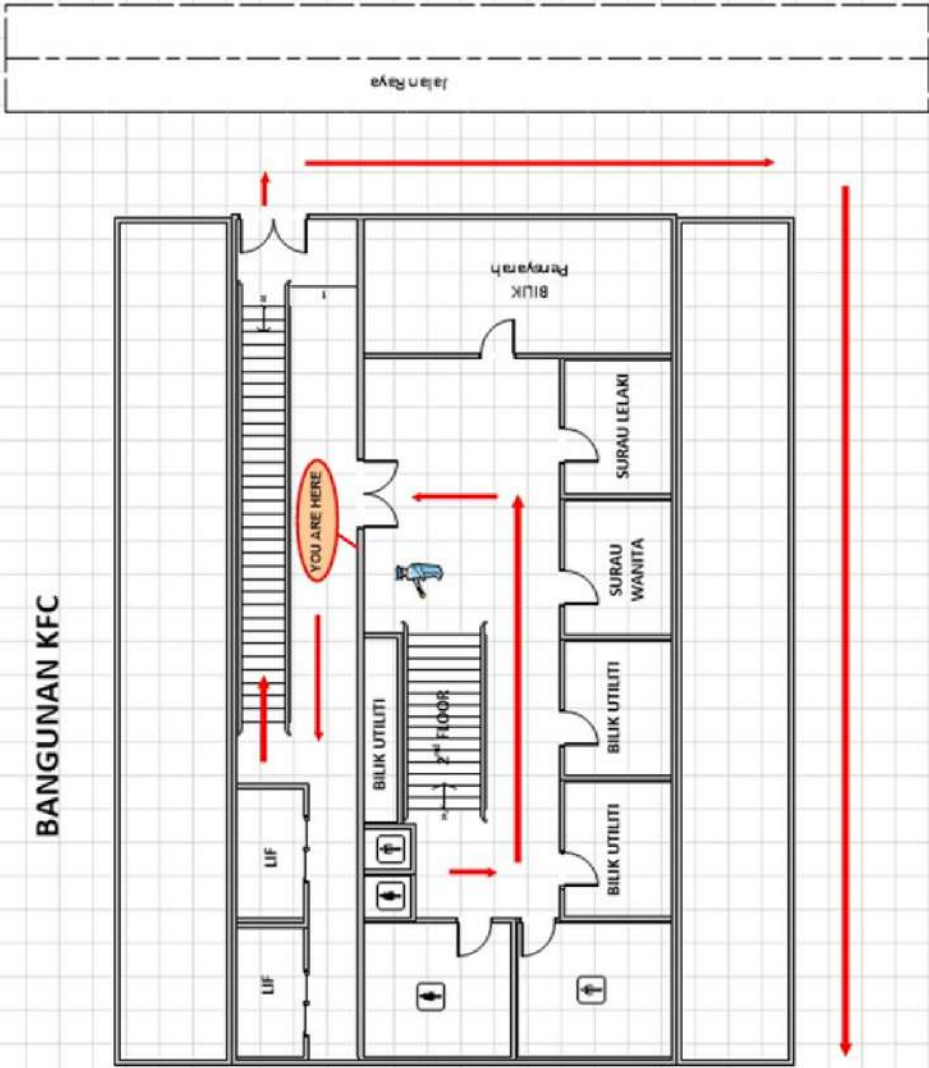 BANGUNAN KFC
Jalan Raya
BILIK
Pensyarah
SURAU LELAKI
SURAU
WANITA
BILIK UTILITI
BILIK UTILITI
BILIK UTILITI
2nd FLOOR
YOU ARE HERE
LIF
LIF